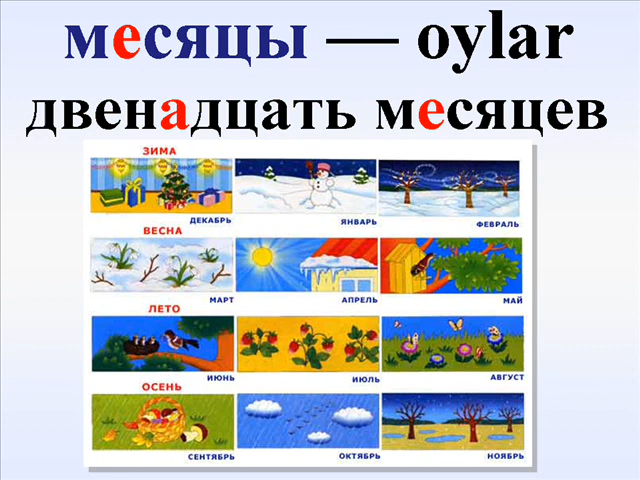 месяцы — oylar
двенадцать месяцев
ЗИМА
ДЕКАБРЬ ЯНВАРЬ ФЕВРАЛЬ
ВЕСНА
МАРТ АПРЕЛЬ МАЙ
ЛЕТО
ИЮНЬ ИЮЛЬ АВГУСТ
ОСЕНЬ
СЕНТЯБРЬ ОКТЯБРЬ НОЯБРЬ